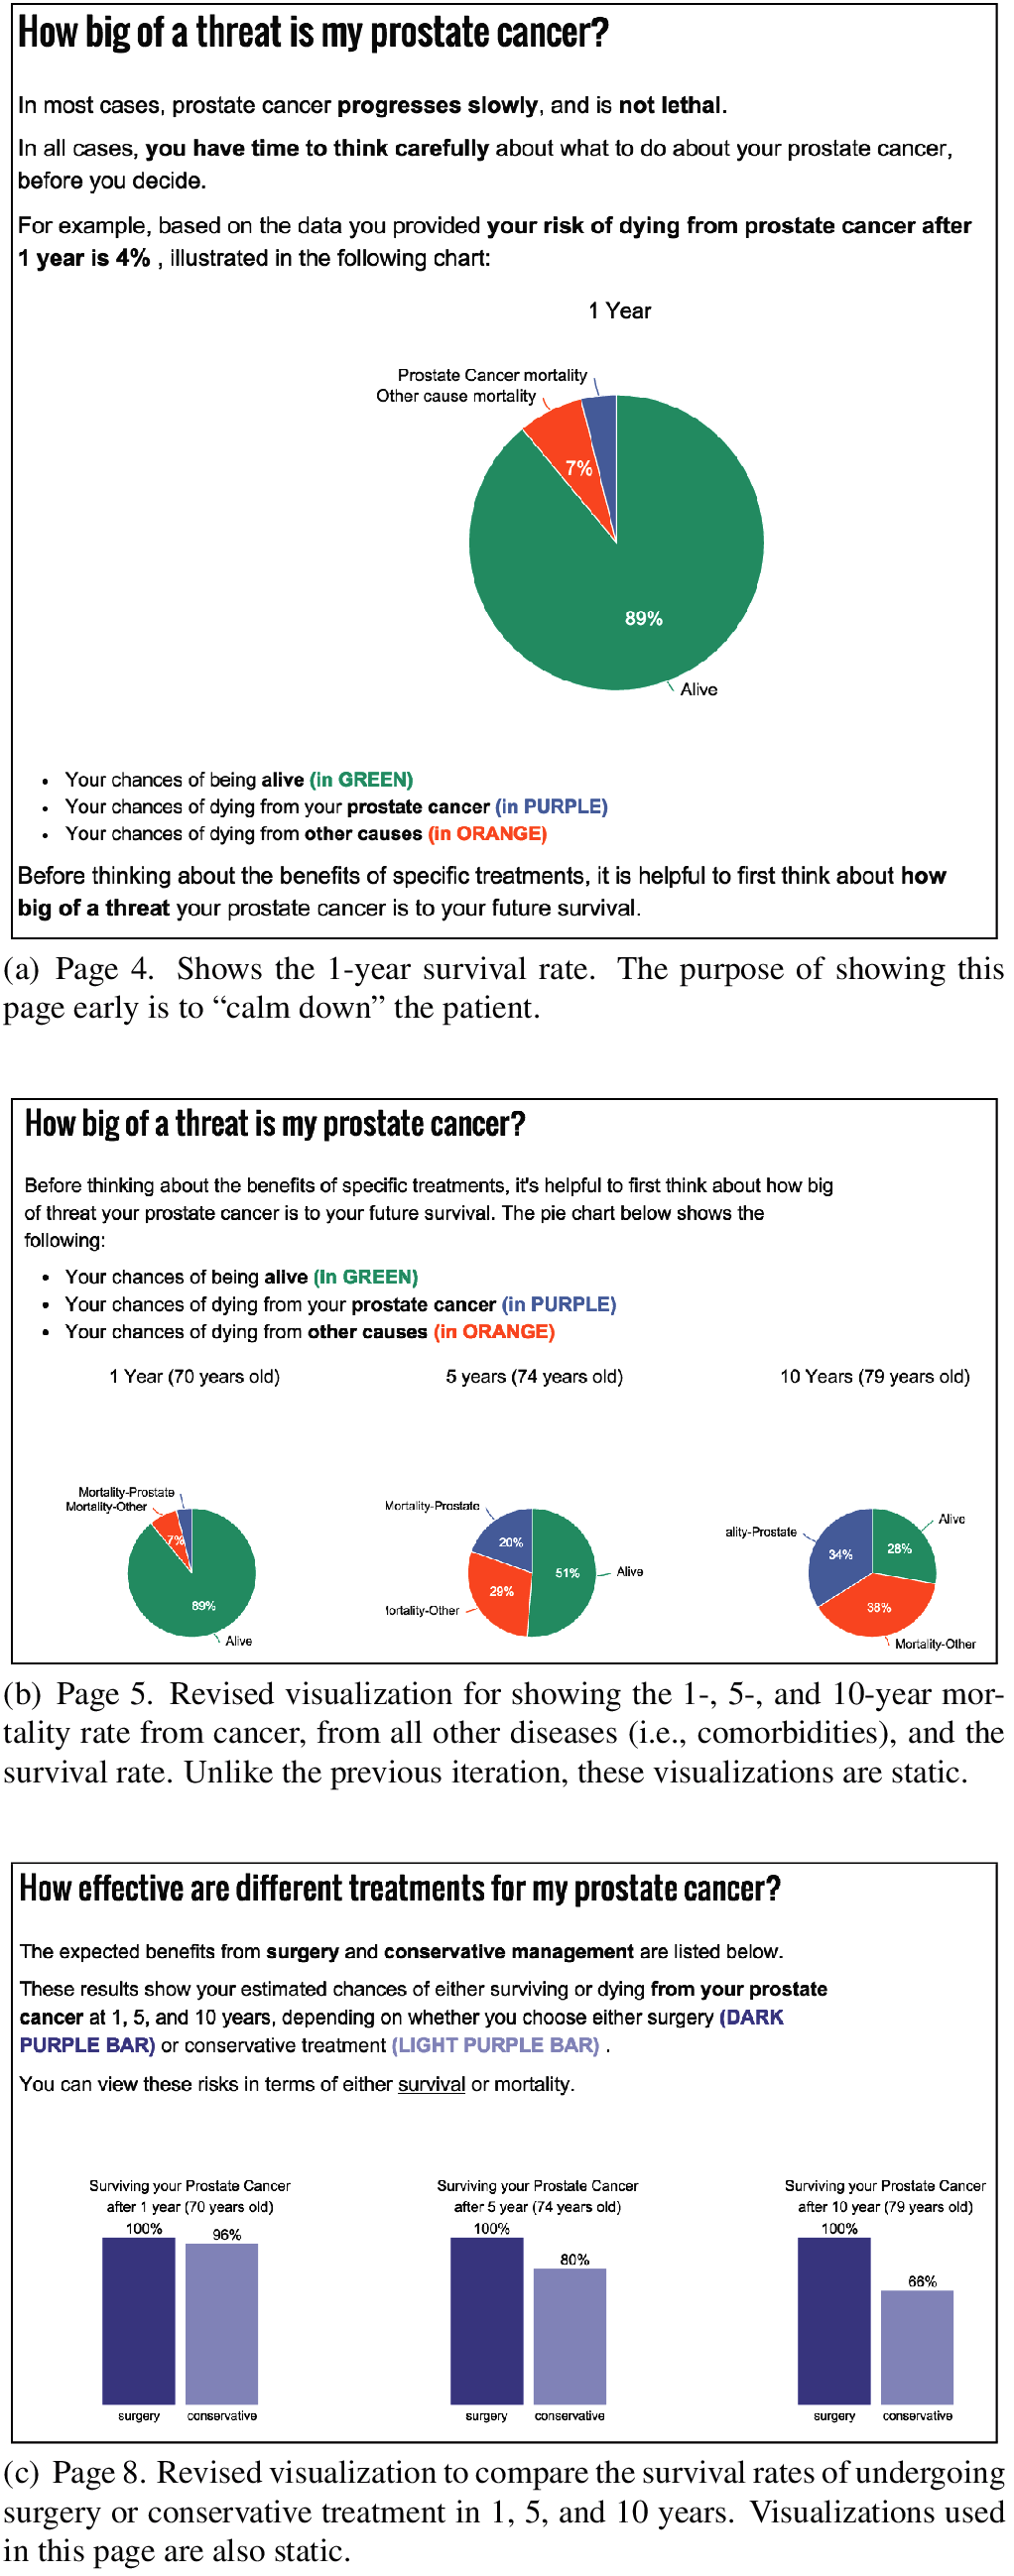 How big of a threat is my prostate cancer?
In most cases, prostate cancer progresses slowly, and is not lethal.
In all cases, you have time to think carefully about what to do about your prostate cancer,
before you decide.
For example, based on the data you provided your risk of dying from prostate cancer after
1 year is 4% , illustrated in the following chart:
1 Year
Prostate Cancer mortality
Other cause mortality
7%
89%
Alive
• Your chances of being alive (in GREEN)
• Your chances of dying from your prostate cancer (in PURPLE)
• Your chances of dying from other causes (in ORANGE)
Before thinking about the benefits of specific treatments, it is helpful to first think about how
big of a threat your prostate cancer is to your future survival.
(a) Page 4. Shows the 1-year survival rate. The purpose of showing this
page early is to “calm down” the patient.
How big of a threat is my prostate cancer?
Before thinking about the benefits of specific treatments, it's helpful to first think about how big
of threat your prostate cancer is to your future survival. The pie chart below shows the
following:
• Your chances of being alive (in GREEN)
• Your chances of dying from your prostate cancer (in PURPLE)
• Your chances of dying from other causes (in ORANGE)
1 Year (70 years old)
Mortality-Prostate
Mortality-Other
7%
89%
Alive
5 years (74 years old)
Mortality-Prostate
20%
51%
Alive
29%
lortality-Other
10 Years (79 years old)
Alive
ality-Prostate
34%
28%
38%
Mortality-Other
(b) Page 5. Revised visualization for showing the 1-, 5-, and 10-year mor-
tality rate from cancer, from all other diseases (i.e., comorbidities), and the
survival rate. Unlike the previous iteration, these visualizations are static.
How effective are different treatments for my prostate cancer?
The expected benefits from surgery and conservative management are listed below.
These results show your estimated chances of either surviving or dying from your prostate
cancer at 1, 5, and 10 years, depending on whether you choose either surgery (DARK
PURPLE BAR) or conservative treatment (LIGHT PURPLE BAR) .
You can view these risks in terms of either survival or mortality.
Surviving your Prostate Cancer
after 1 year (70 years old)
100%
96%
surgery
conservative
Surviving your Prostate Cancer
after 5 year (74 years old)
100%
80%
surgery
conservative
Surviving your Prostate Cancer
after 10 year (79 years old)
100%
66%
surgery
conservative
(c) Page 8. Revised visualization to compare the survival rates of undergoing
surgery or conservative treatment in 1, 5, and 10 years. Visualizations used
in this page are also static.